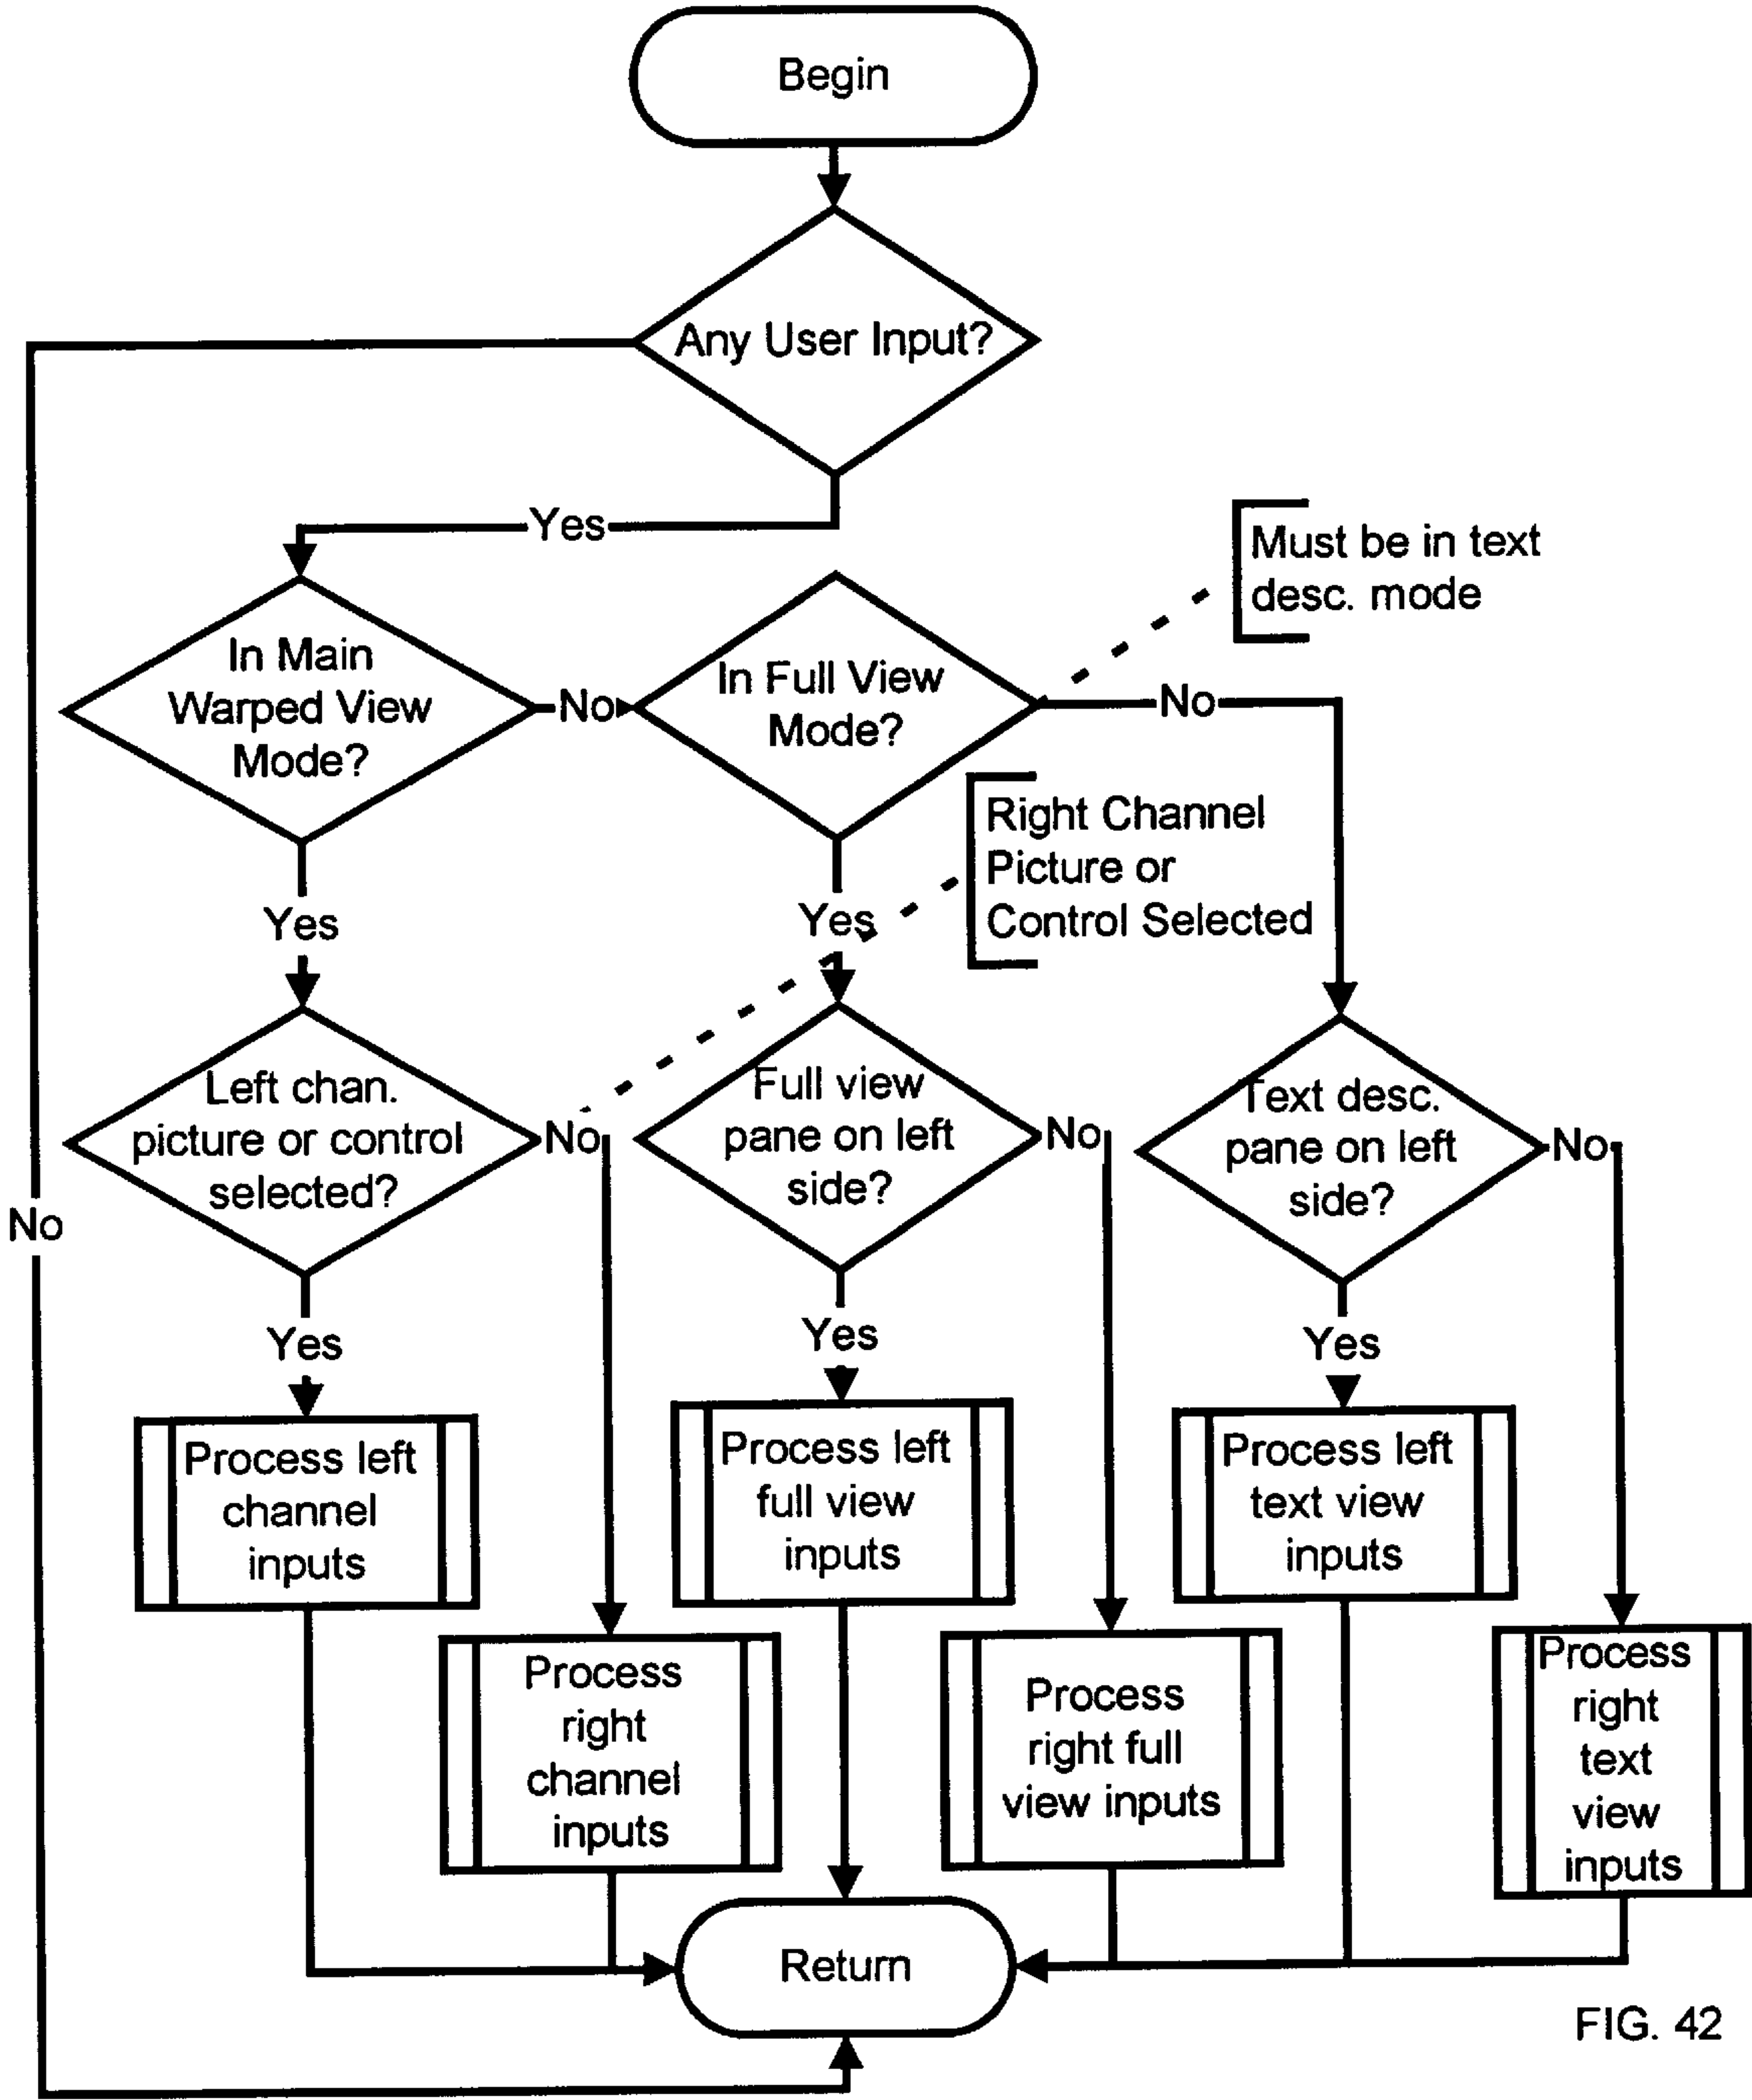 Begin
Any User Input?
Yes
Must be in text
desc. mode
In Main
Warped View
Mode?
No
In Full View
Mode?
No
Right Channel
Picture or
Control Selected
Yes
Yes
Left chan.
picture or control
selected?
No
Full view
pane on left
side?
No
Text desc.
pane on left
side?
No
No
Yes
Yes
Yes
Process left
channel
inputs
Process left
full view
inputs
Process left
text view
inputs
Process
right
channel
inputs
Process
right full
view inputs
Process
right
text
view
inputs
Return
FIG. 42